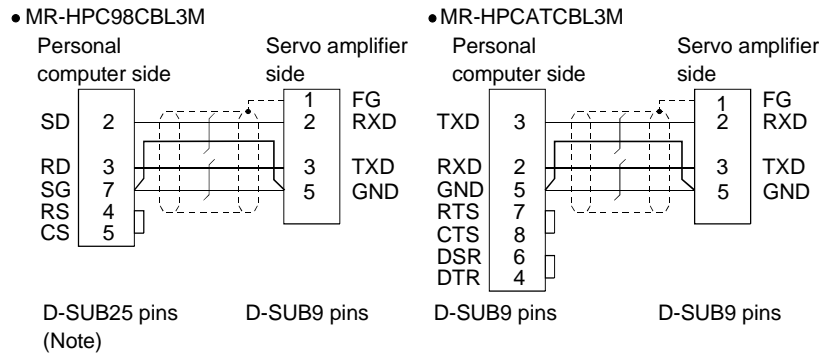 ● MR-HPC98CBL3M
Personal computer side
Servo amplifier side
SD 2
RD 3
SG 7
RS 4
CS 5
1 FG
2 RXD
3 TXD
5 GND
D-SUB25 pins
(Note)
D-SUB9 pins
● MR-HPCATCBL3M
Personal computer side
Servo amplifier side
TXD 3
RXD 2
GND 5
RTS 7
CTS 8
DSR 6
DTR 4
1 FG
2 RXD
3 TXD
5 GND
D-SUB9 pins
D-SUB9 pins